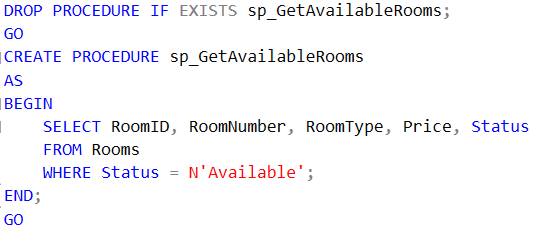 DROP PROCEDURE IF EXISTS sp_GetAvailableRooms;
GO
CREATE PROCEDURE sp_GetAvailableRooms
AS
BEGIN
    SELECT RoomID, RoomNumber, RoomType, Price, Status
    FROM Rooms
    WHERE Status = N'Available';
END;
GO